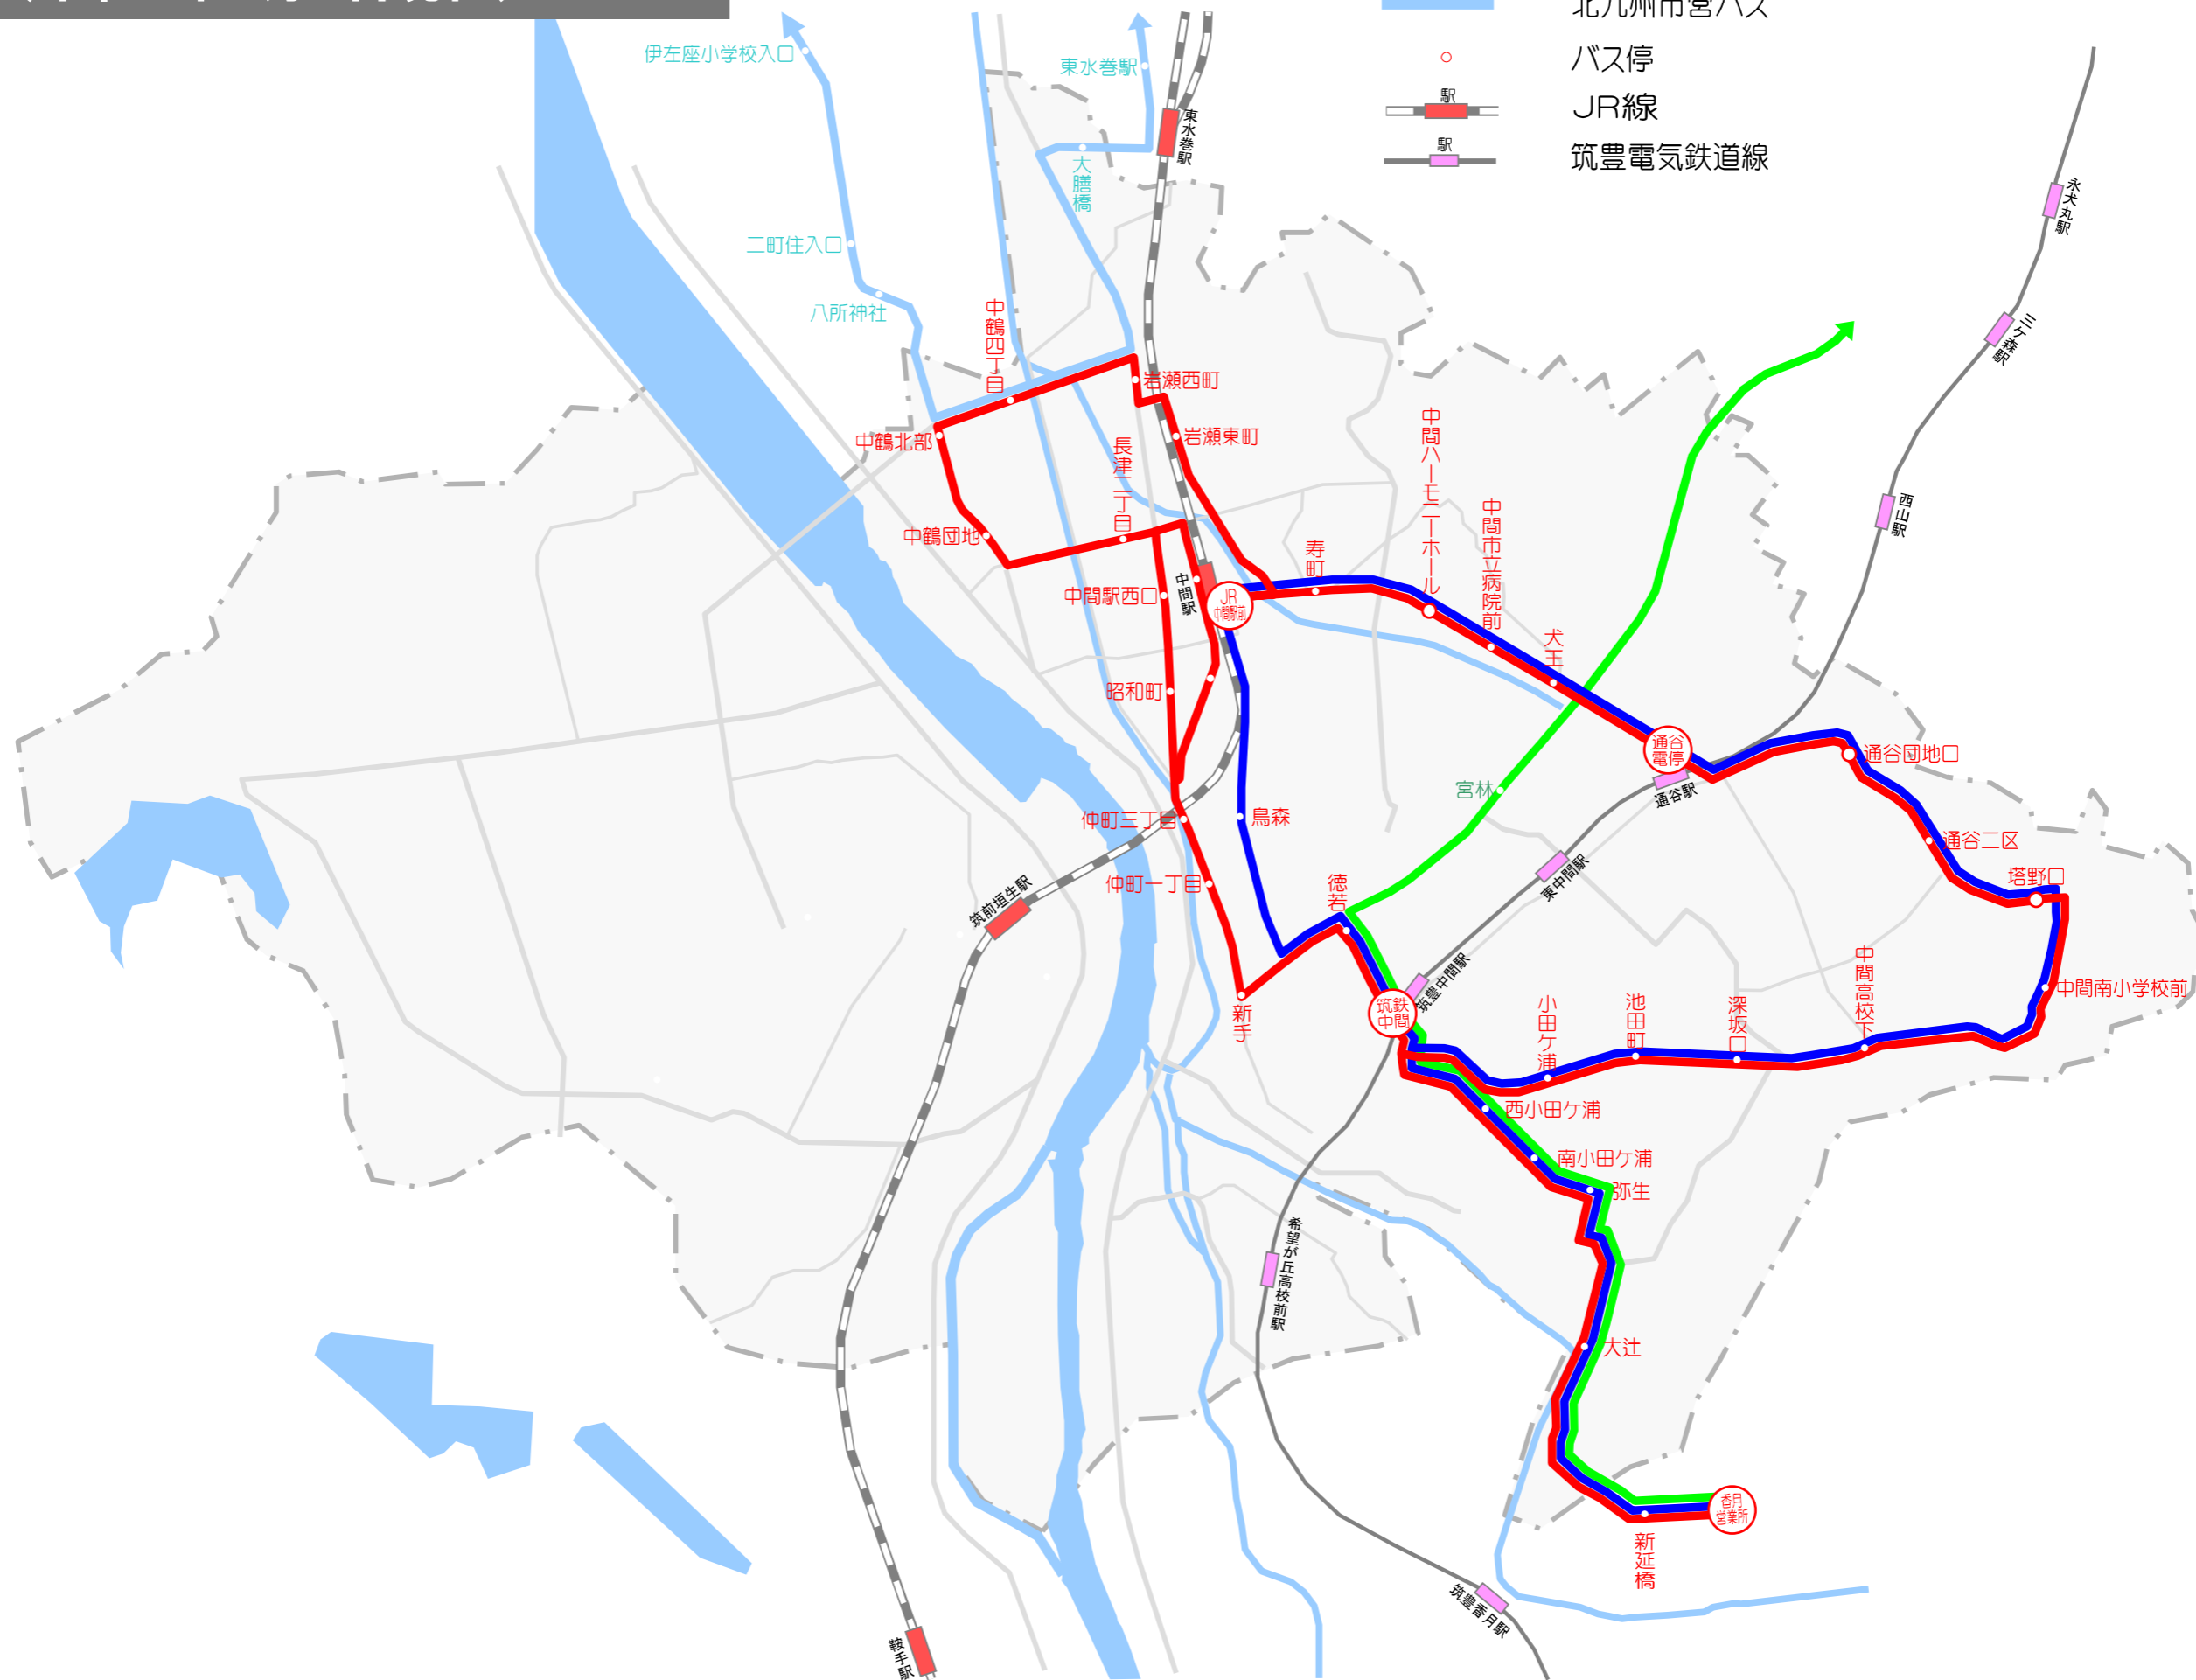 北九州市営バス
バス停
駅
JR線
駅
筑豊電気鉄道線
伊左座小学校入口
東水巻駅
東水巻駅
大膳橋
永犬丸駅
二町住入口
八所神社
中鶴四丁目
三ケ森駅
岩瀬西町
中鶴北部
岩瀬東町
長津二丁目
中間ハーモニーホール
中間市立病院前
西山駅
中鶴団地
寿町
中間駅西口
中間駅
JR
中間駅前
犬王
昭和町
通谷
電停
通谷団地口
宮林
通谷駅
仲町三丁目
鳥森
通谷二区
東中間駅
塔野口
仲町一丁目
徳若
筑前垣生駅
筑豊中間駅
新手
筑鉄
中間
小田ケ浦
池田町
深坂口
中間高校下
中間南小学校前
西小田ケ浦
南小田ケ浦
弥生
希望が丘高校前駅
大辻
香月
営業所
新延橋
筑豊香月駅
鞍手駅